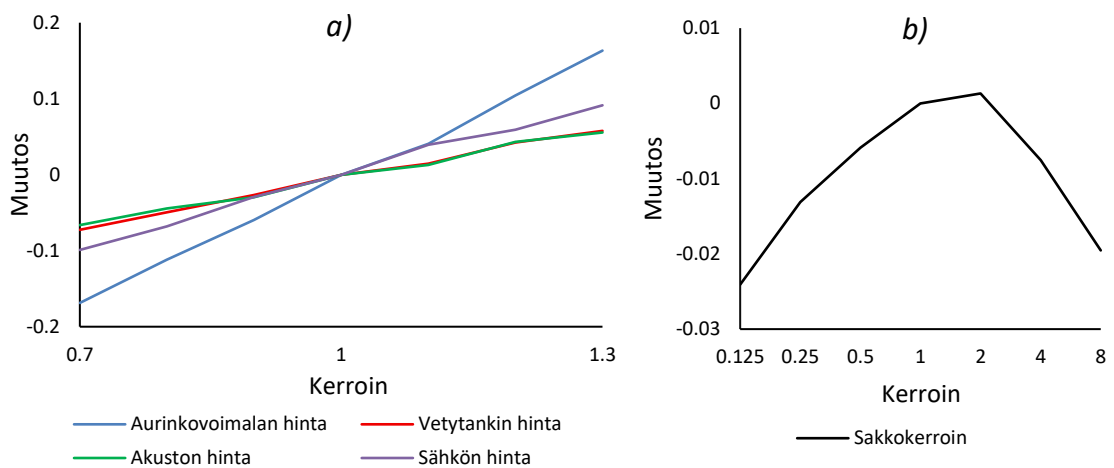 a)
0.2
0.1
0
-0.1
-0.2
Muutos
0.7
1
1.3
Kerroin
Aurinkovoimalan hinta
Vetytankin hinta
Akuston hinta
Sähkön hinta
b)
0.01
0
-0.01
-0.02
-0.03
Muutos
0.125
0.25
0.5
1
2
4
8
Kerroin
Sakkokerroin